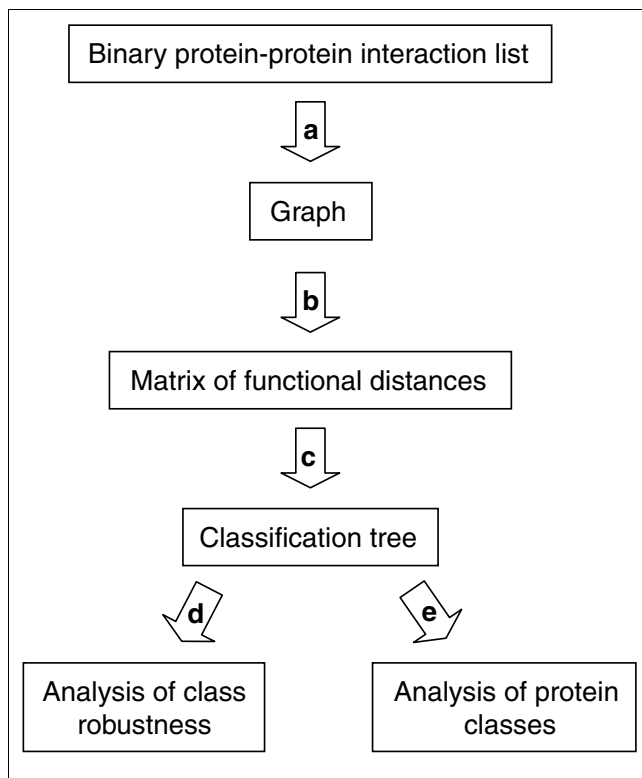 Binary protein-protein interaction list
a
Graph
b
Matrix of functional distances
c
Classification tree
d
e
Analysis of class
robustness
Analysis of protein
classes